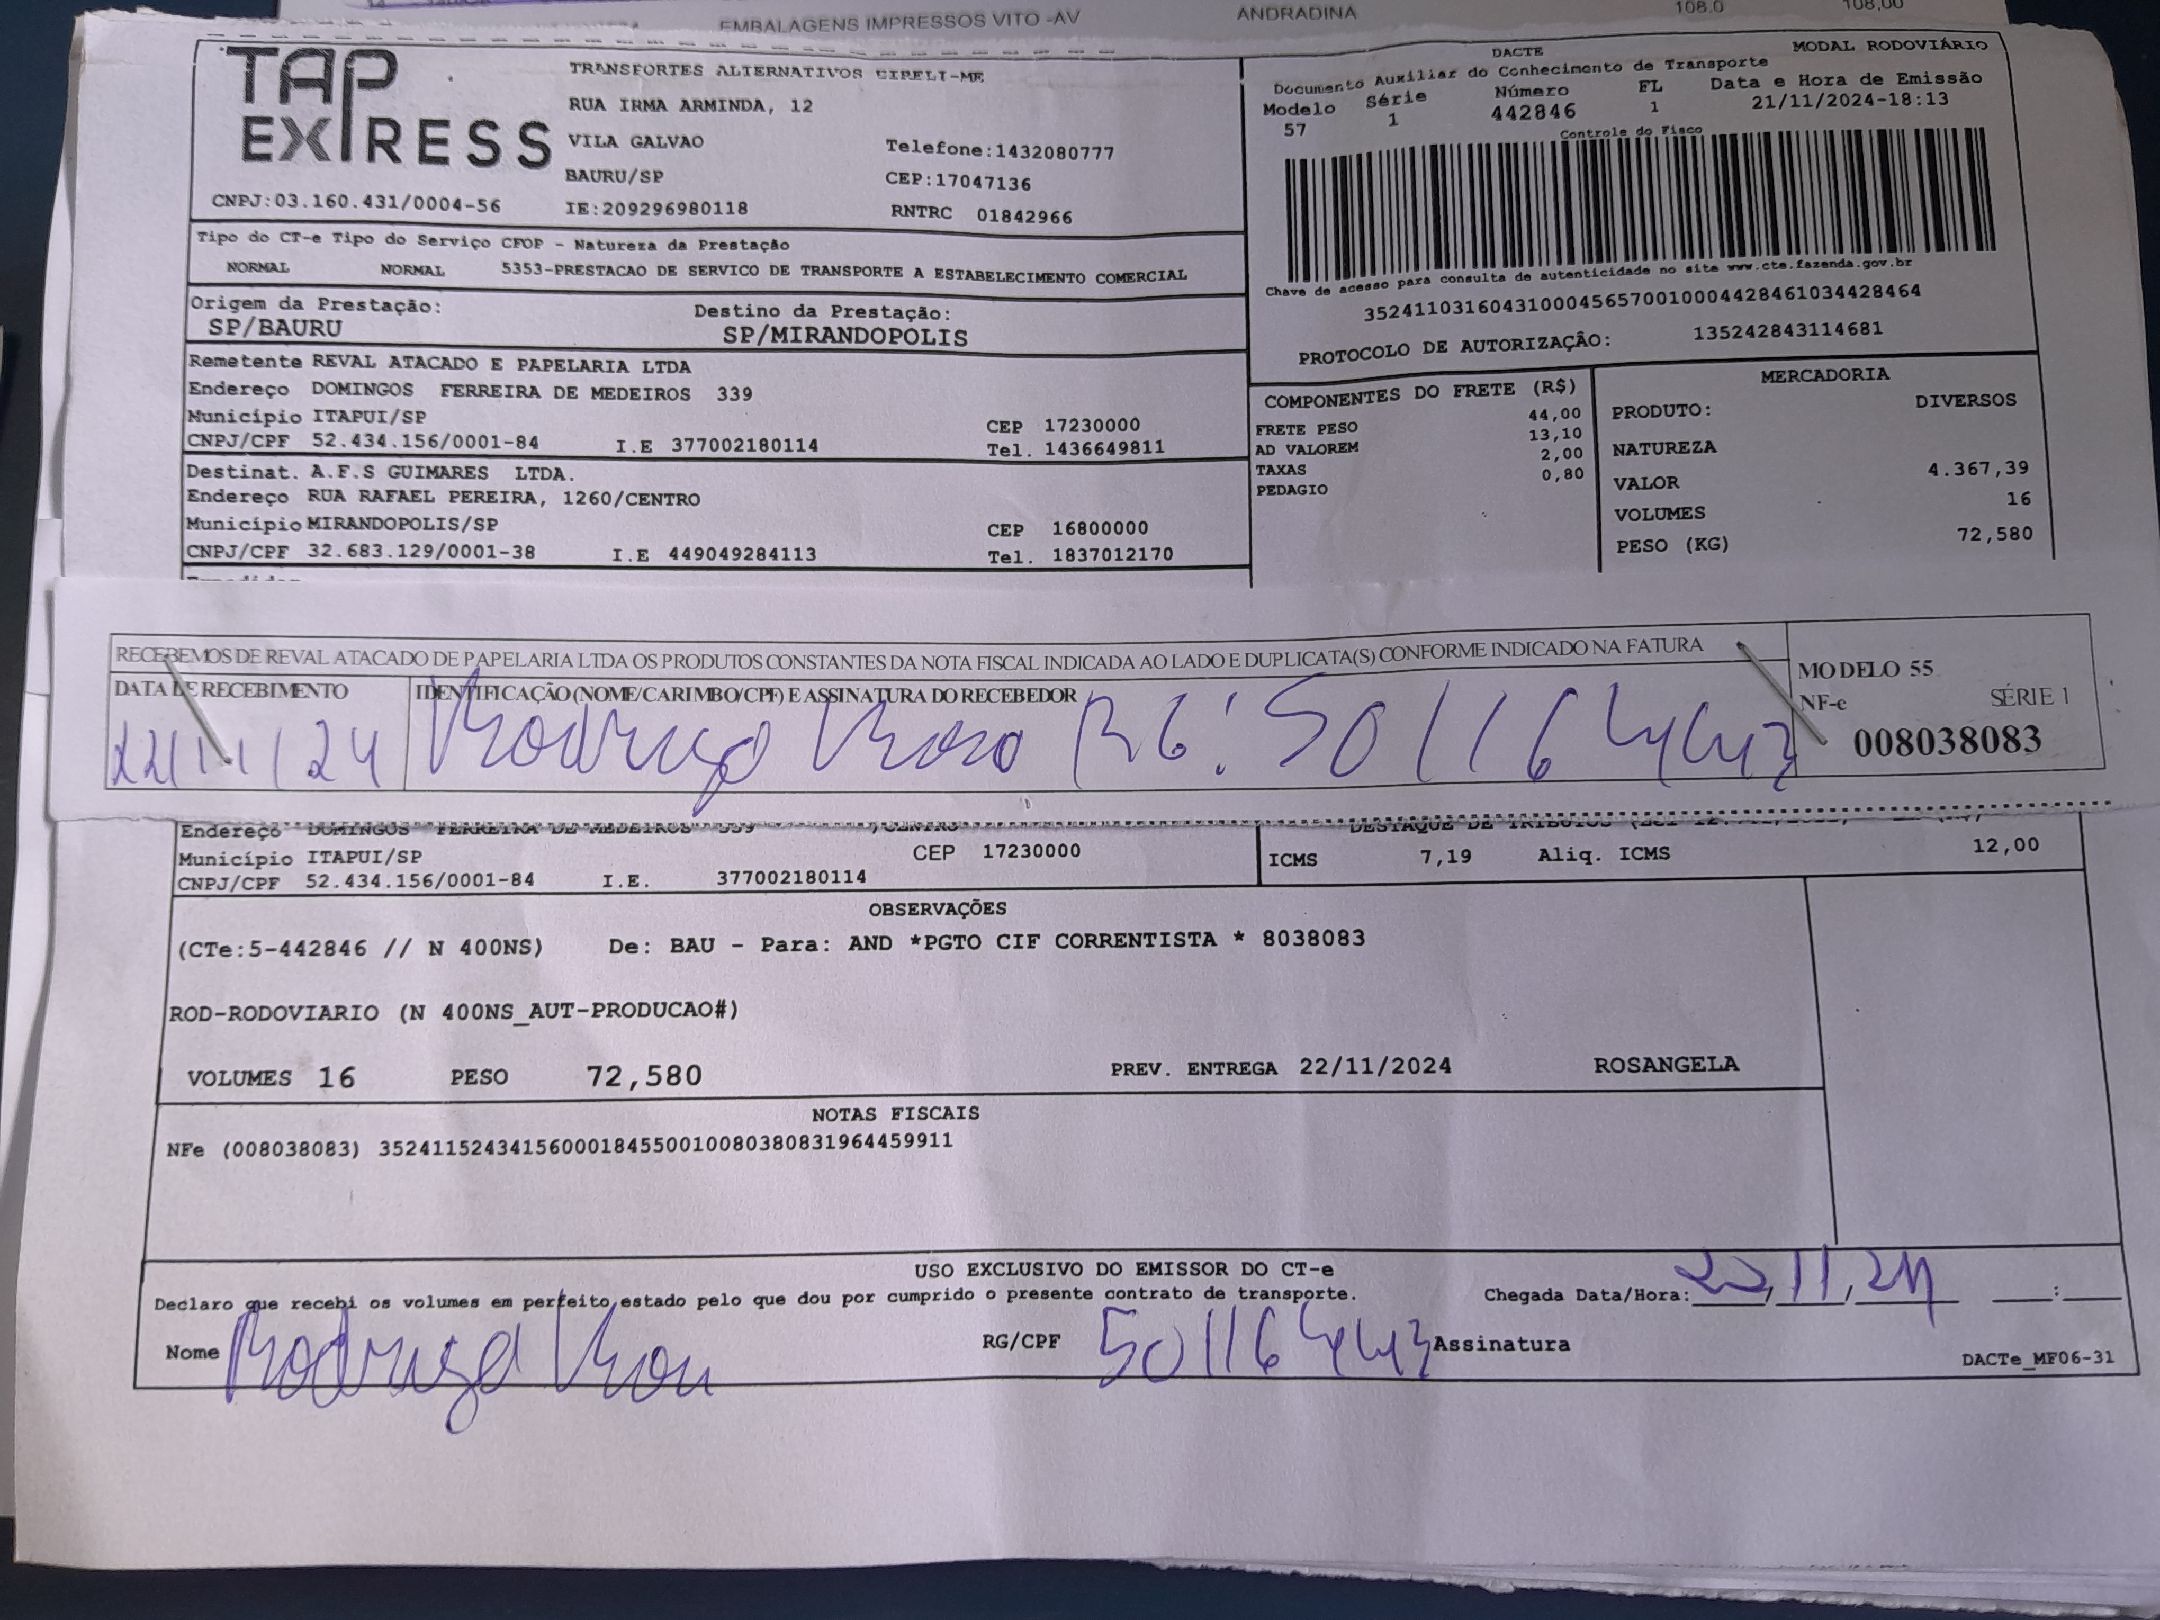 EMBALAGENS IMPRESSOS VITO -AV ANDRADINA 108.0 108,00
TAP EXPRESS
TRANSPORTES ALTERNATIVOS EIRELI-ME
RUA IRMA ARMINDA, 12
VILA GALVAO Telefone:1432080777
BAURU/SP CEP:17047136
CNPJ:03.160.431/0004-56 IE:209296980118 RNTRC 01842966
DACTE MODAL RODOVIÁRIO
Documento Auxiliar do Conhecimento de Transporte
Modelo Série Número FL Data e Hora de Emissão
57 1 442846 1 21/11/2024-18:13
Controle do Fisco
Chave de acesso para consulta de autenticidade no site www.cte.fazenda.gov.br
35241103160431000456570010004428461034428464
PROTOCOLO DE AUTORIZAÇÃO: 135242843114681
Tipo do CT-e Tipo do Serviço CFOP - Natureza da Prestação
NORMAL NORMAL 5353-PRESTACAO DE SERVICO DE TRANSPORTE A ESTABELECIMENTO COMERCIAL
Origem da Prestação: Destino da Prestação:
SP/BAURU SP/MIRANDOPOLIS
Remetente REVAL ATACADO E PAPELARIA LTDA
Endereço DOMINGOS FERREIRA DE MEDEIROS 339
Município ITAPUI/SP CEP 17230000
CNPJ/CPF 52.434.156/0001-84 I.E 377002180114 Tel. 1436649811
Destinat. A.F.S GUIMARES LTDA.
Endereço RUA RAFAEL PEREIRA, 1260/CENTRO
Município MIRANDOPOLIS/SP CEP 16800000
CNPJ/CPF 32.683.129/0001-38 I.E 449049284113 Tel. 1837012170
COMPONENTES DO FRETE (R$)
FRETE PESO 44,00
AD VALOREM 13,10
TAXAS 2,00
PEDAGIO 0,80
MERCADORIA
PRODUTO: DIVERSOS
NATUREZA
VALOR 4.367,39
VOLUMES 16
PESO (KG) 72,580
RECEBEMOS DE REVAL ATACADO DE PAPELARIA LTDA OS PRODUTOS CONSTANTES DA NOTA FISCAL INDICADA AO LADO E DUPLICATA(S) CONFORME INDICADO NA FATURA
DATA DE RECEBIMENTO IDENTIFICAÇÃO (NOME/CARIMBO/CPF) E ASSINATURA DO RECEBEDOR
22/11/24 Rodrigo RG: 50116
MODELO 55
NF-e SÉRIE 1
008038083
Endereço DOMINGOS FERREIRA DE MEDEIROS 339 /CENTRO
Município ITAPUI/SP CEP 17230000
CNPJ/CPF 52.434.156/0001-84 I.E. 377002180114
DESTAQUE DE TRIBUTOS
ICMS 7,19 Aliq. ICMS 12,00
OBSERVAÇÕES
(CTe:5-442846 // N 400NS) De: BAU - Para: AND *PGTO CIF CORRENTISTA * 8038083
ROD-RODOVIARIO (N 400NS_AUT-PRODUCAO#)
VOLUMES 16 PESO 72,580 PREV. ENTREGA 22/11/2024 ROSANGELA
NOTAS FISCAIS
NFe (008038083) 35241152434156000184550010080380831964459911
USO EXCLUSIVO DO EMISSOR DO CT-e
Declaro que recebi os volumes em perfeito estado pelo que dou por cumprido o presente contrato de transporte. Chegada Data/Hora: 22,11,24 :
Nome Rodrigo RG/CPF 50116 Assinatura
DACTe_MF06-31